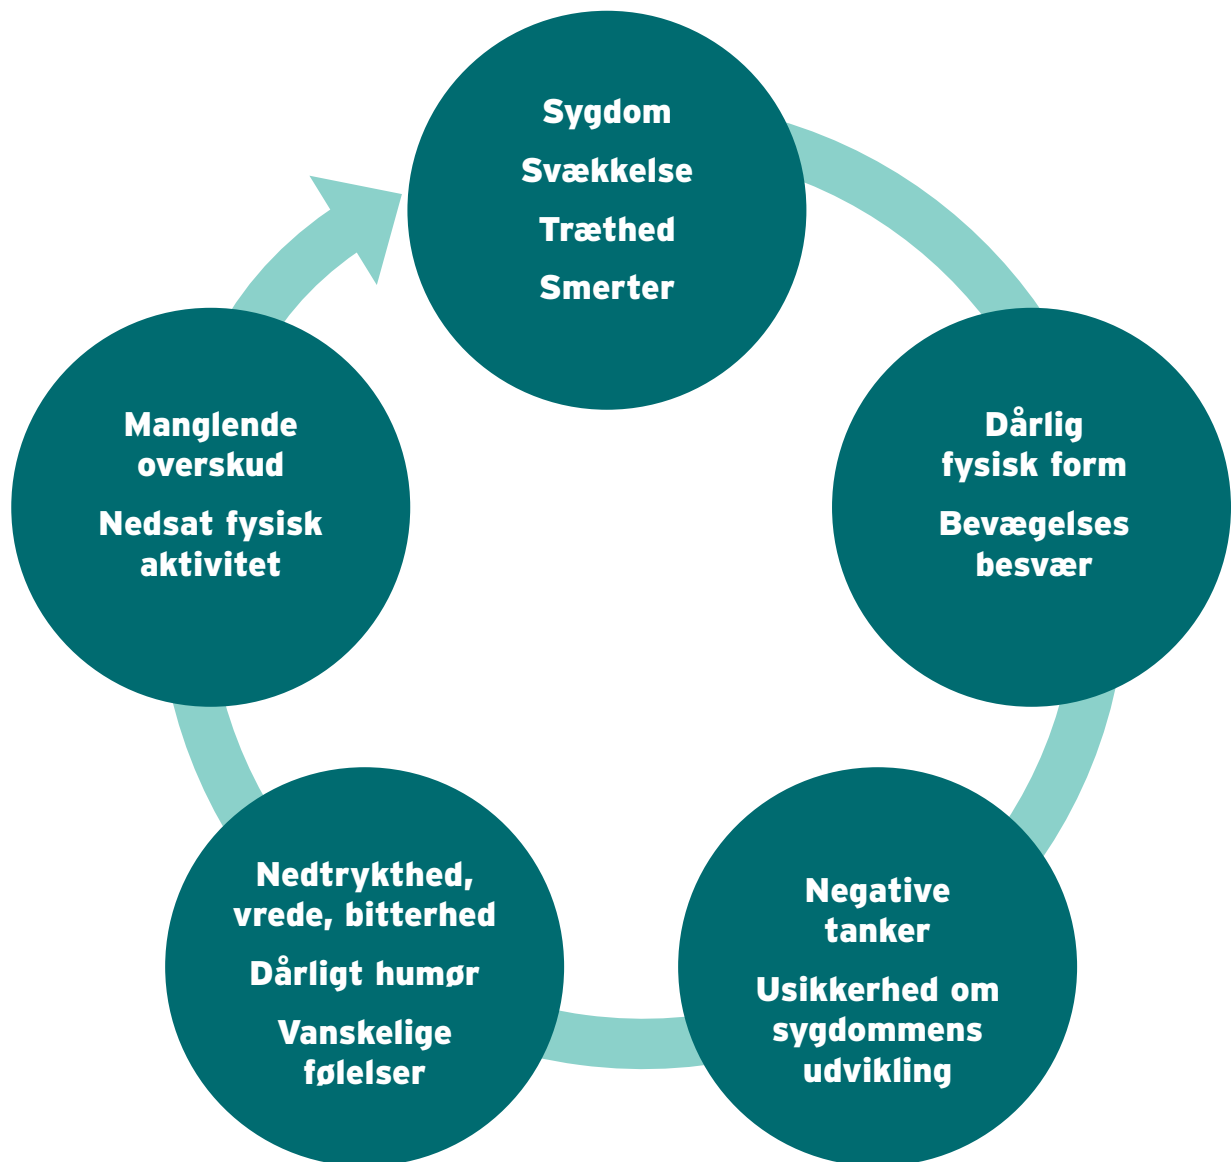 Sygdom
Svækkelse
Træthed
Smerter
Dårlig
fysisk form
Bevægelses
besvær
Negative
tanker
Usikkerhed om
sygdommens
udvikling
Nedtrykthed,
vrede, bitterhed
Dårligt humør
Vanskelige
følelser
Manglende
overskud
Nedsat fysisk
aktivitet